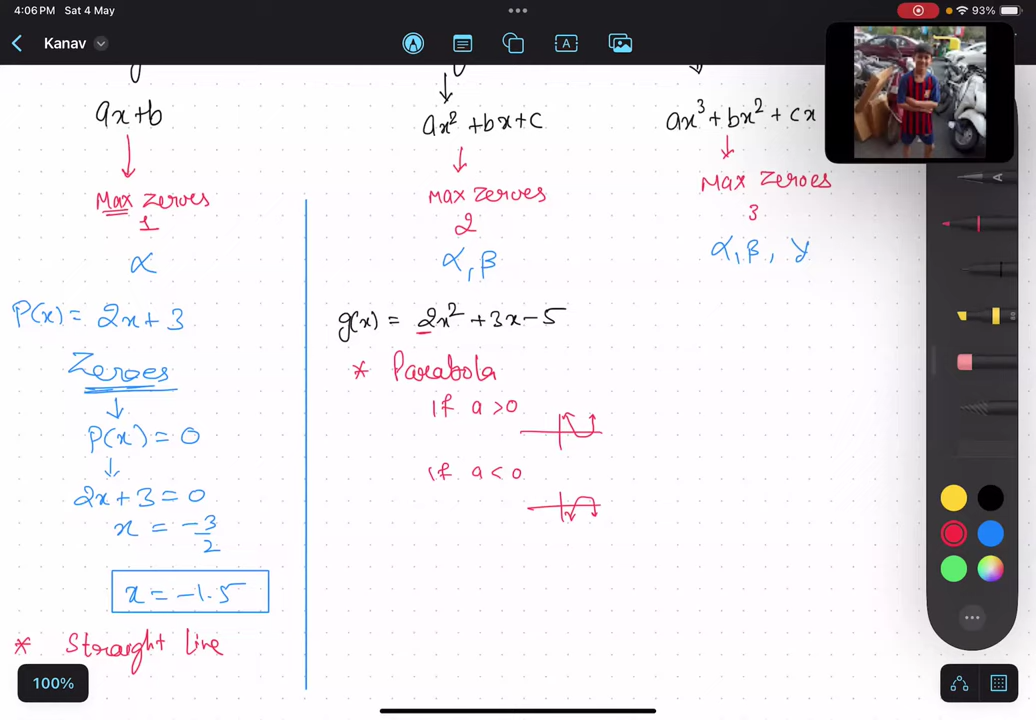 4:06 PM Sat 4 May
93%
Kanav
A
ax+b
Max Zeroes
1
α
P(x) = 2x + 3
Zeroes
P(x) = 0
2x + 3 = 0
x = -3/2
x = -1.5
* Straight line
ax² + bx + c
Max Zeroes
2
α, β
g(x) = 2x² + 3x - 5
* Parabola
if a > 0
if a < 0
ax³ + bx² + cx
Max Zeroes
3
α, β, γ
A
100%